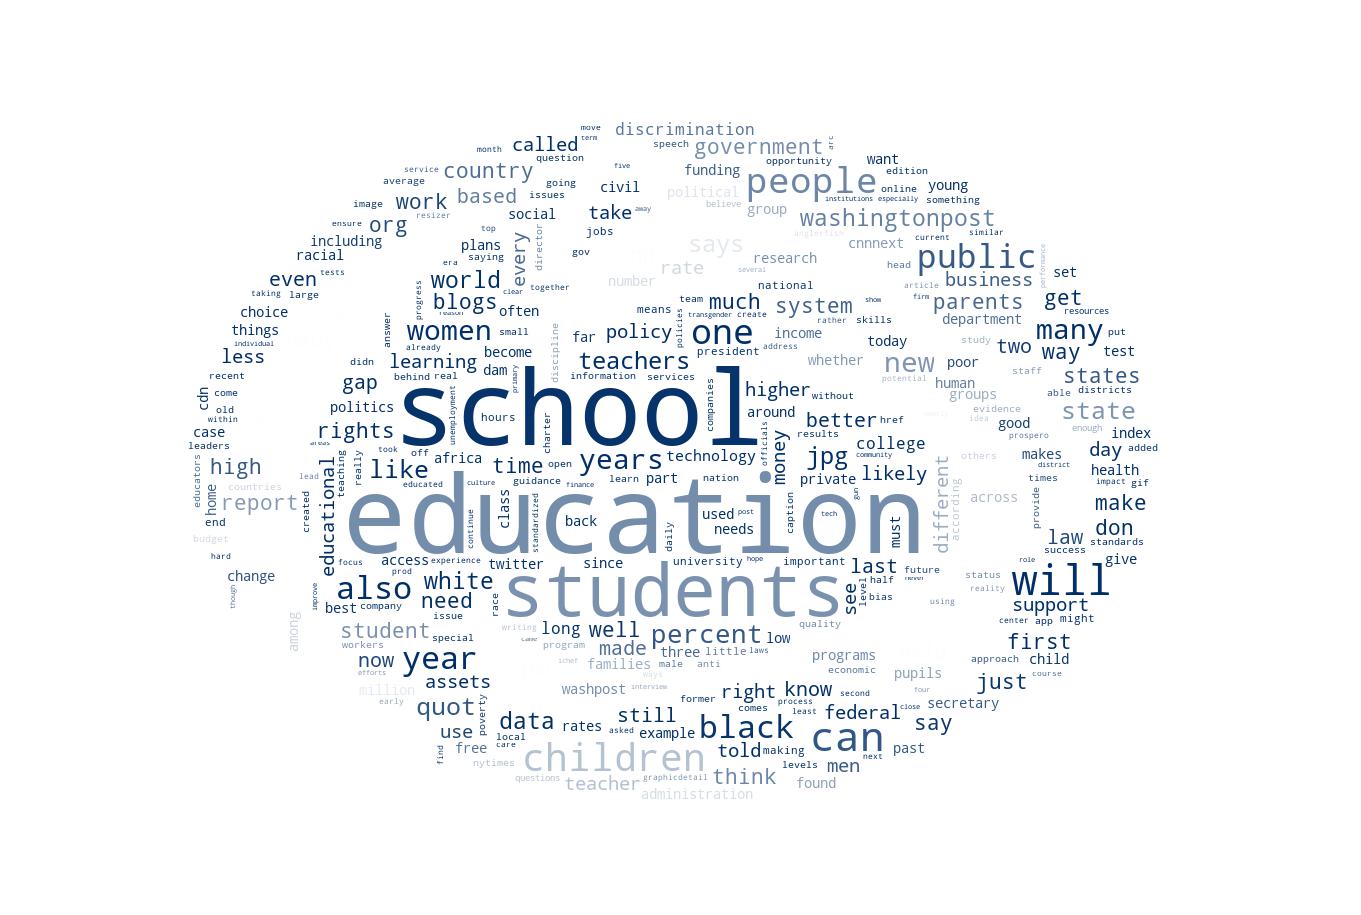 move
term
discrimination
called
speech
government
arc
month
question
five
opportunity
want
service
country
funding
people
edition
average
going
issues
civil
online
young
image
work
based
political
institutions
especially
something
resizer
believe
group
ensure
org
social
take
away
washingtonpost
jobs
top
director
anglerfish
similar
including
plans
saying
every
gov
says
cnnnext
current
racial
research
public
performance
era
rate
several
head
even
tests
world
together
number
national
article
business
set
taking
large
progress
clear
blogs
means
team
much
system
show
firm
parents
get
choice
reason
often
transgender
create
rather
skills
department
resources
things
answer
women
small
far
policy
policies
one
income
many
put
individual
already
address
today
study
two
way
test
less
didn
learning
become
discipline
teachers
president
whether
new
poor
staff
recent
behind
real
dam
primary
information
services
potential
human
states
cdn
come
gap
unemployment
school
companies
higher
without
groups
able
districts
old
within
politics
hours
charter
around
better
href
evidence
idea
good
state
enough
case
rights
officials
results
prospero
index
leaders
areas
took
off
africa
money
college
makes
day
added
educators
high
teaching
really
like
time
open
years
technology
jpg
community
others
district
health
lead
educated
culture
guidance
finance
learn
part
nation
private
likely
times
impact
gif
countries
home
report
created
educational
education
class
standardized
caption
gun
different
according
across
provide
make
end
continue
back
daily
used
post
needs
tech
must
don
budget
law
standards
hard
focus
access
experience
twitter
since
university
hope
important
last
future
success
give
change
prod
never
status
role
though
improve
also
white
students
see
level
half
reality
will
best
company
need
race
bias
using
support
among
issue
center
app
might
student
special
writing
long
well
percent
low
quality
first
workers
came
program
made
three
little
laws
programs
approach
child
now
year
ichef
families
male
anti
economic
pupils
course
efforts
assets
ways
just
million
washpost
interview
right
know
second
four
early
quot
poverty
former
process
close
secretary
comes
least
federal
data
rates
still
say
use
local
asked
example
black
can
find
free
care
told
making
next
past
nytimes
children
levels
men
questions
graphicdetail
think
teacher
found
administration